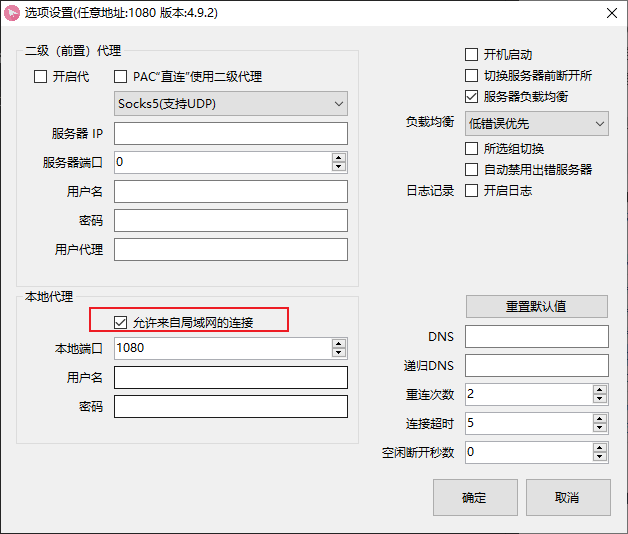 选项设置(任意地址:1080 版本:4.9.2)
二级（前置）代理
开启代
PAC“直连”使用二级代理
Socks5(支持UDP)
服务器 IP
服务器端口
0
用户名
密码
用户代理
开机启动
切换服务器前断开所
服务器负载均衡
负载均衡
低错误优先
所选组切换
自动禁用出错服务器
日志记录
开启日志
本地代理
允许来自局域网的连接
本地端口
1080
用户名
密码
重置默认值
DNS
递归DNS
重连次数
2
连接超时
5
空闲断开秒数
0
确定
取消